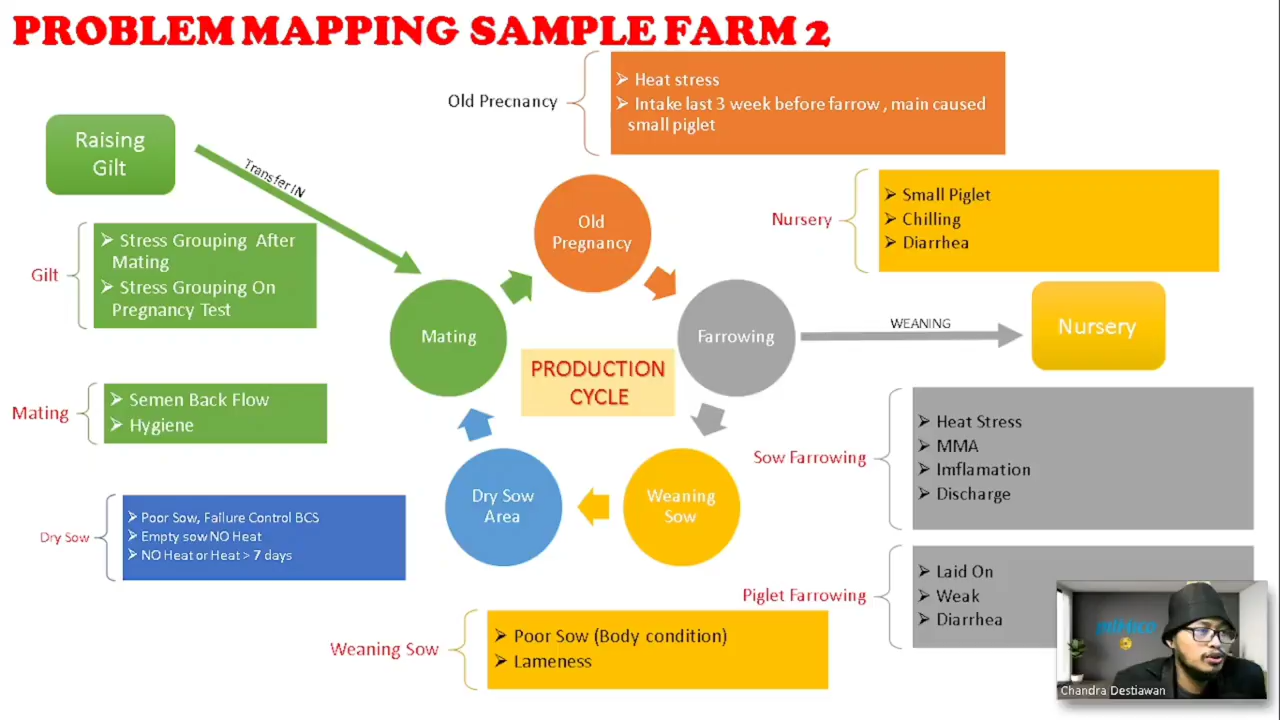 PROBLEM MAPPING SAMPLE FARM 2
Old Precnancy
➢ Heat stress
➢ Intake last 3 week before farrow , main caused
small piglet
Raising
Gilt
Transfer IN
Old
Pregnancy
Nursery
➢ Small Piglet
➢ Chilling
➢ Diarrhea
Gilt
➢ Stress Grouping After
Mating
➢ Stress Grouping On
Pregnancy Test
Mating
Farrowing
WEANING
Nursery
PRODUCTION
CYCLE
Mating
➢ Semen Back Flow
➢ Hygiene
Sow Farrowing
➢ Heat Stress
➢ MMA
➢ Imflamation
➢ Discharge
Dry Sow
Area
Weaning
Sow
Dry Sow
➢ Poor Sow, Failure Control BCS
➢ Empty sow NO Heat
➢ NO Heat or Heat > 7 days
Piglet Farrowing
➢ Laid On
➢ Weak
➢ Diarrhea
Weaning Sow
➢ Poor Sow (Body condition)
➢ Lameness
Chandra Destiawan